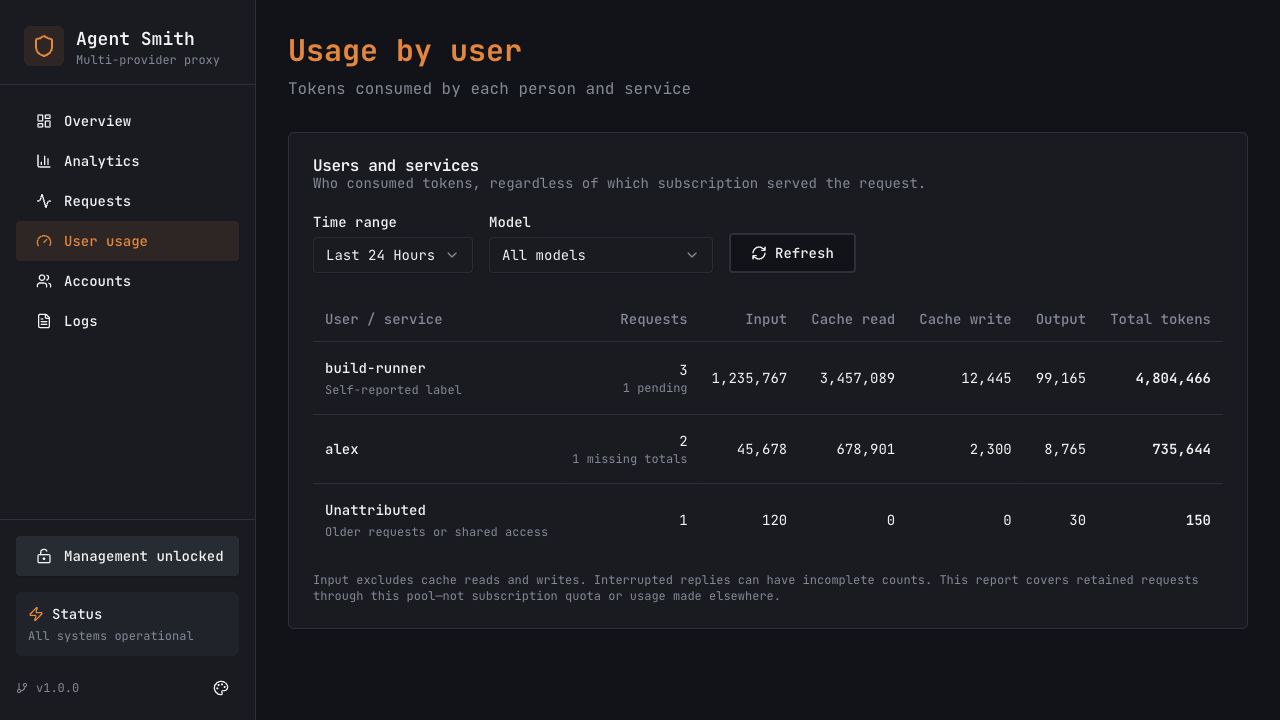 Agent Smith
Multi-provider proxy
Overview
Analytics
Requests
User usage
Accounts
Logs
Management unlocked
Status
All systems operational
v1.0.0
Usage by user
Tokens consumed by each person and service
Users and services
Who consumed tokens, regardless of which subscription served the request.
Time range Model
Last 24 Hours All models Refresh
User / service Requests Input Cache read Cache write Output Total tokens
build-runner 3 1,235,767 3,457,089 12,445 99,165 4,804,466
Self-reported label 1 pending
alex 2 45,678 678,901 2,300 8,765 735,644
1 missing totals
Unattributed 1 120 0 0 30 150
Older requests or shared access
Input excludes cache reads and writes. Interrupted replies can have incomplete counts. This report covers retained requests
through this pool—not subscription quota or usage made elsewhere.